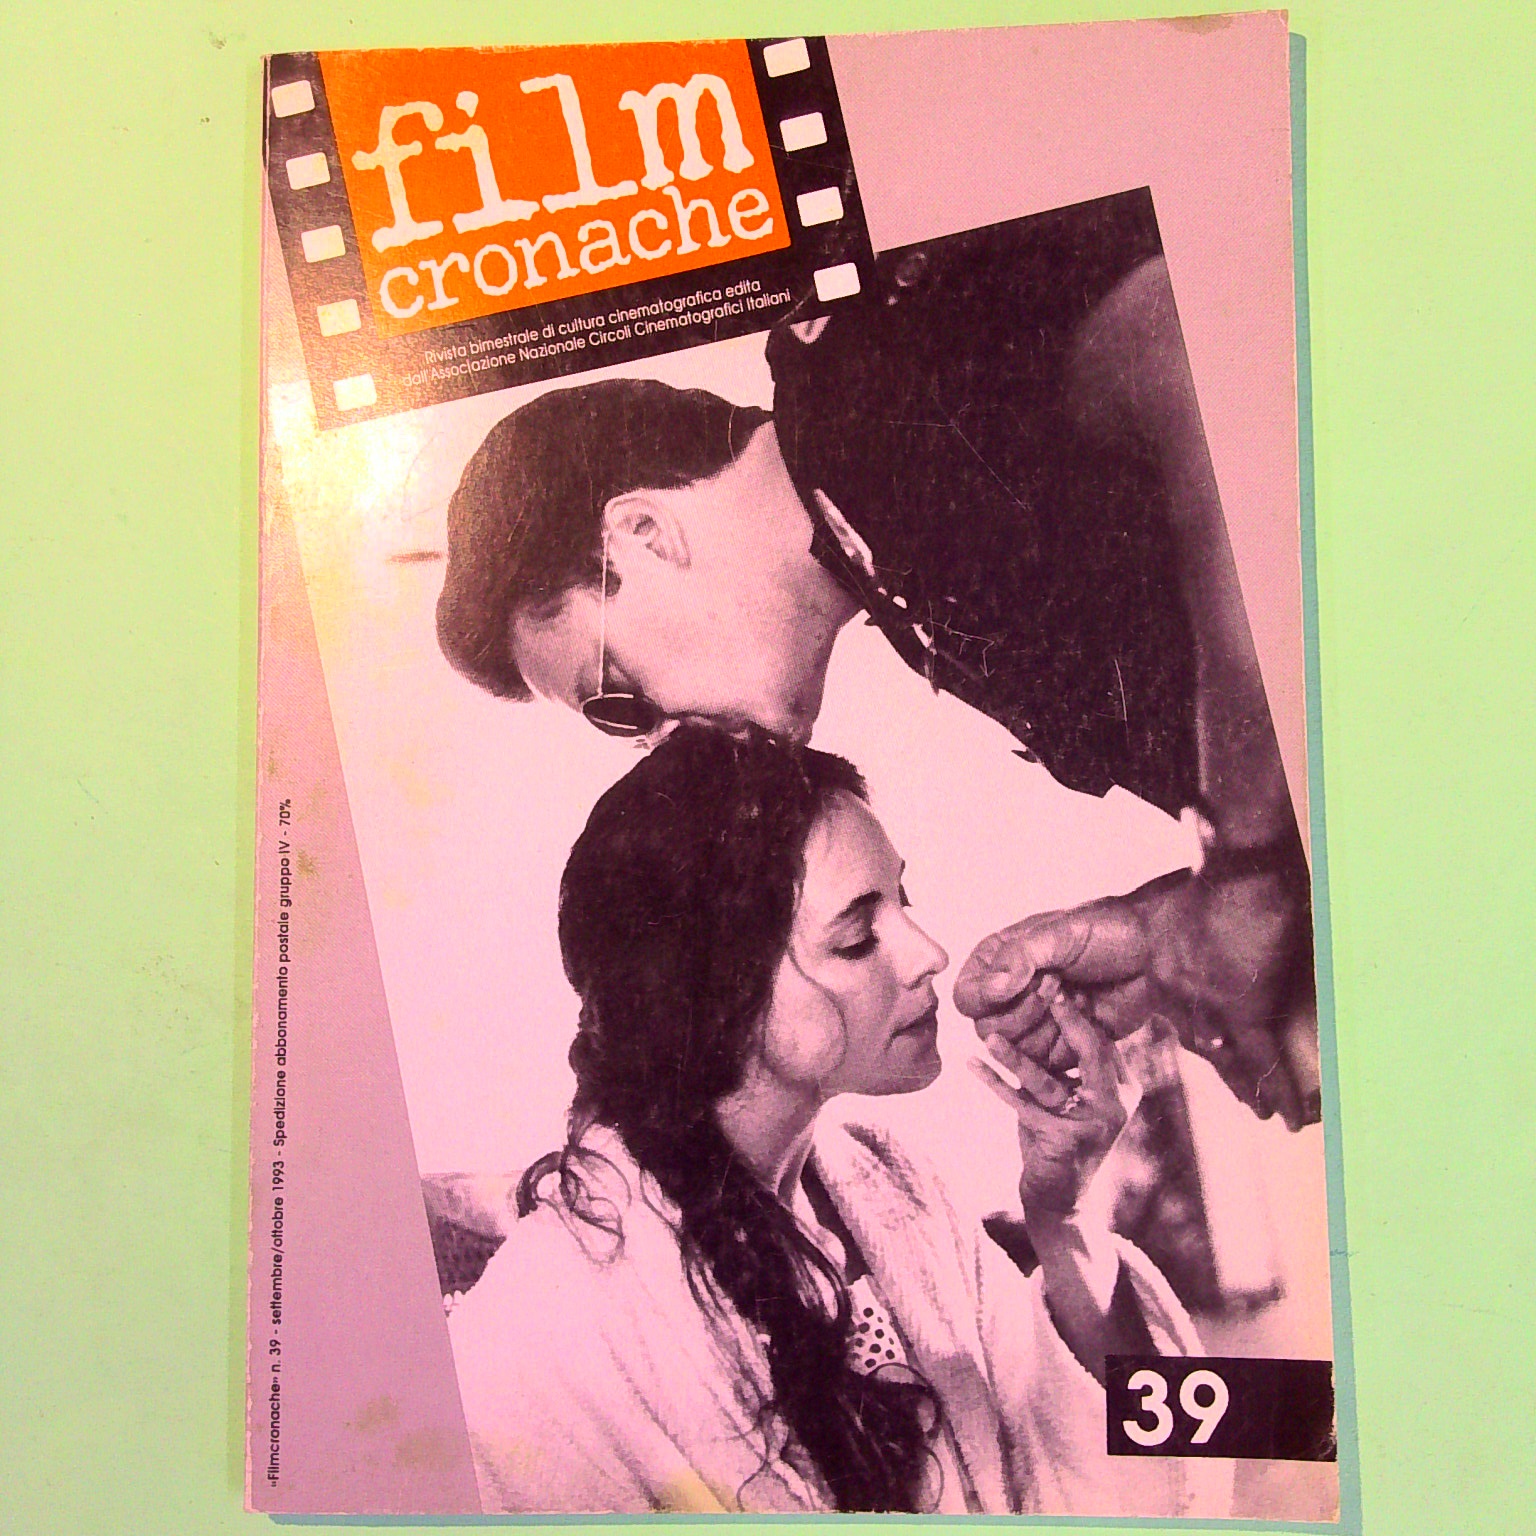 film
cronache
Rivista bimestrale di cultura cinematografica edita
dall'Associazione Nazionale Circoli Cinematografici Italiani
«Filmcronache» n. 39 - settembre/ottobre 1993 - Spedizione abbonamento postale gruppo IV - 70%
39